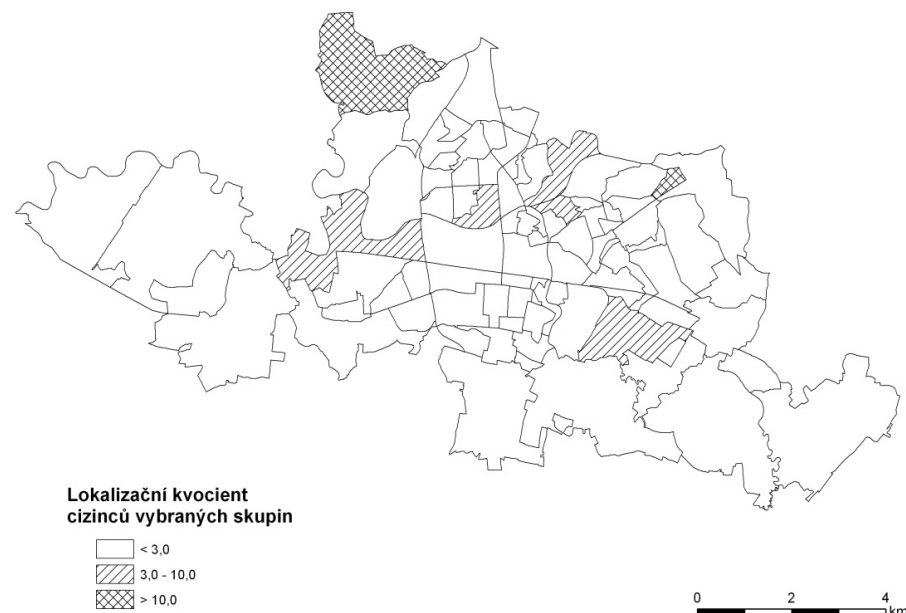 Lokalizační kvocient
cizinců vybraných skupin
< 3,0
3,0 - 10,0
> 10,0
0 2 4
km